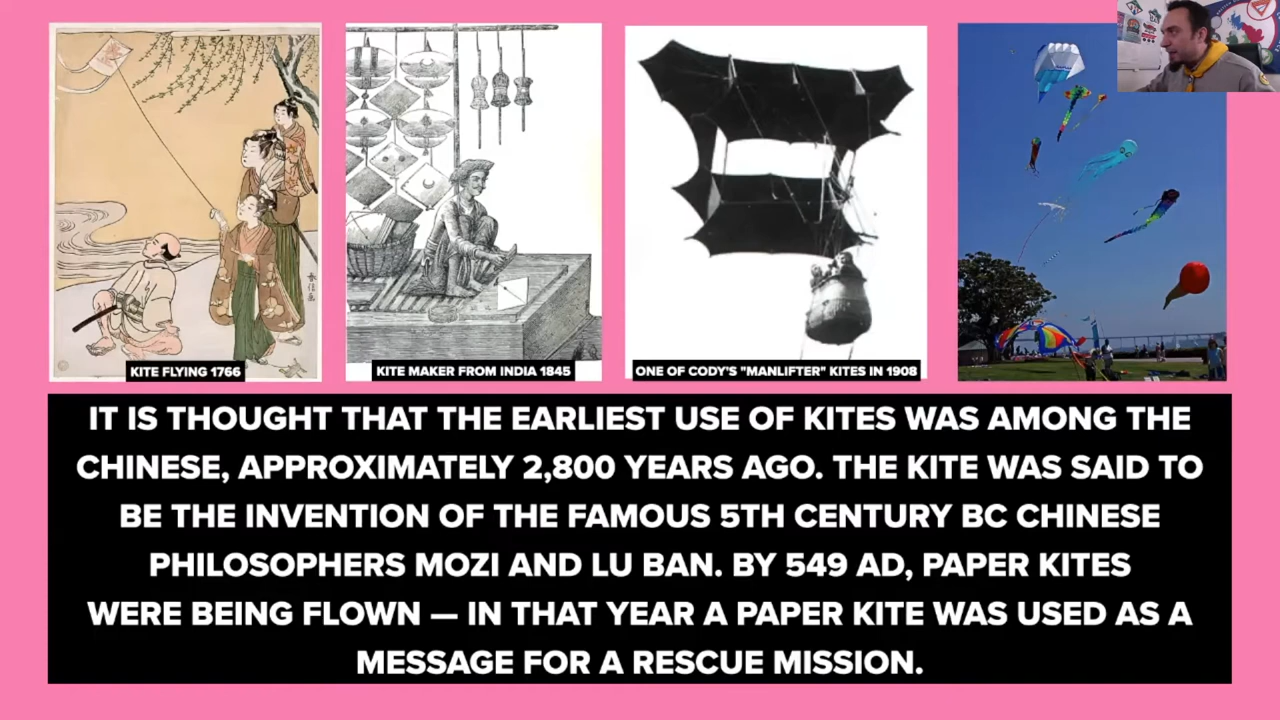 KITE FLYING 1766
KITE MAKER FROM INDIA 1845
ONE OF CODY'S "MANLIFTER" KITES IN 1908
IT IS THOUGHT THAT THE EARLIEST USE OF KITES WAS AMONG THE
CHINESE, APPROXIMATELY 2,800 YEARS AGO. THE KITE WAS SAID TO
BE THE INVENTION OF THE FAMOUS 5TH CENTURY BC CHINESE
PHILOSOPHERS MOZI AND LU BAN. BY 549 AD, PAPER KITES
WERE BEING FLOWN — IN THAT YEAR A PAPER KITE WAS USED AS A
MESSAGE FOR A RESCUE MISSION.